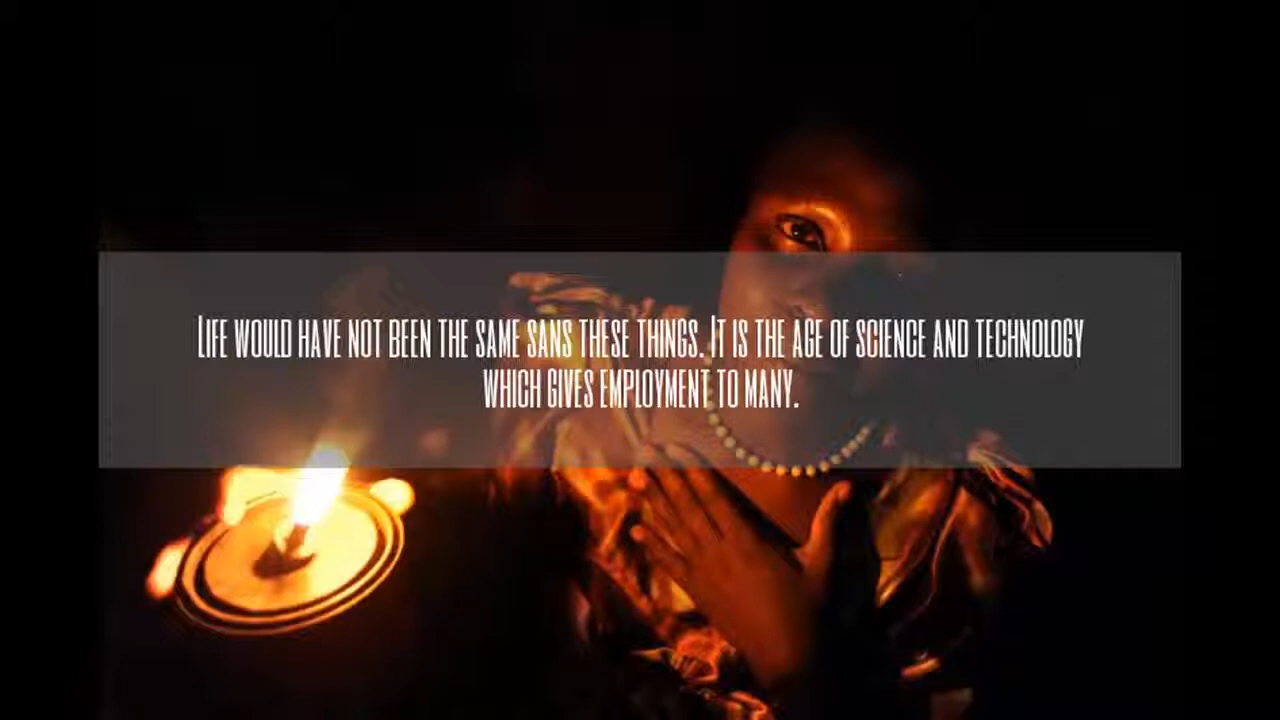 Life would have not been the same sans these things. It is the age of science and technology
which gives employment to many.